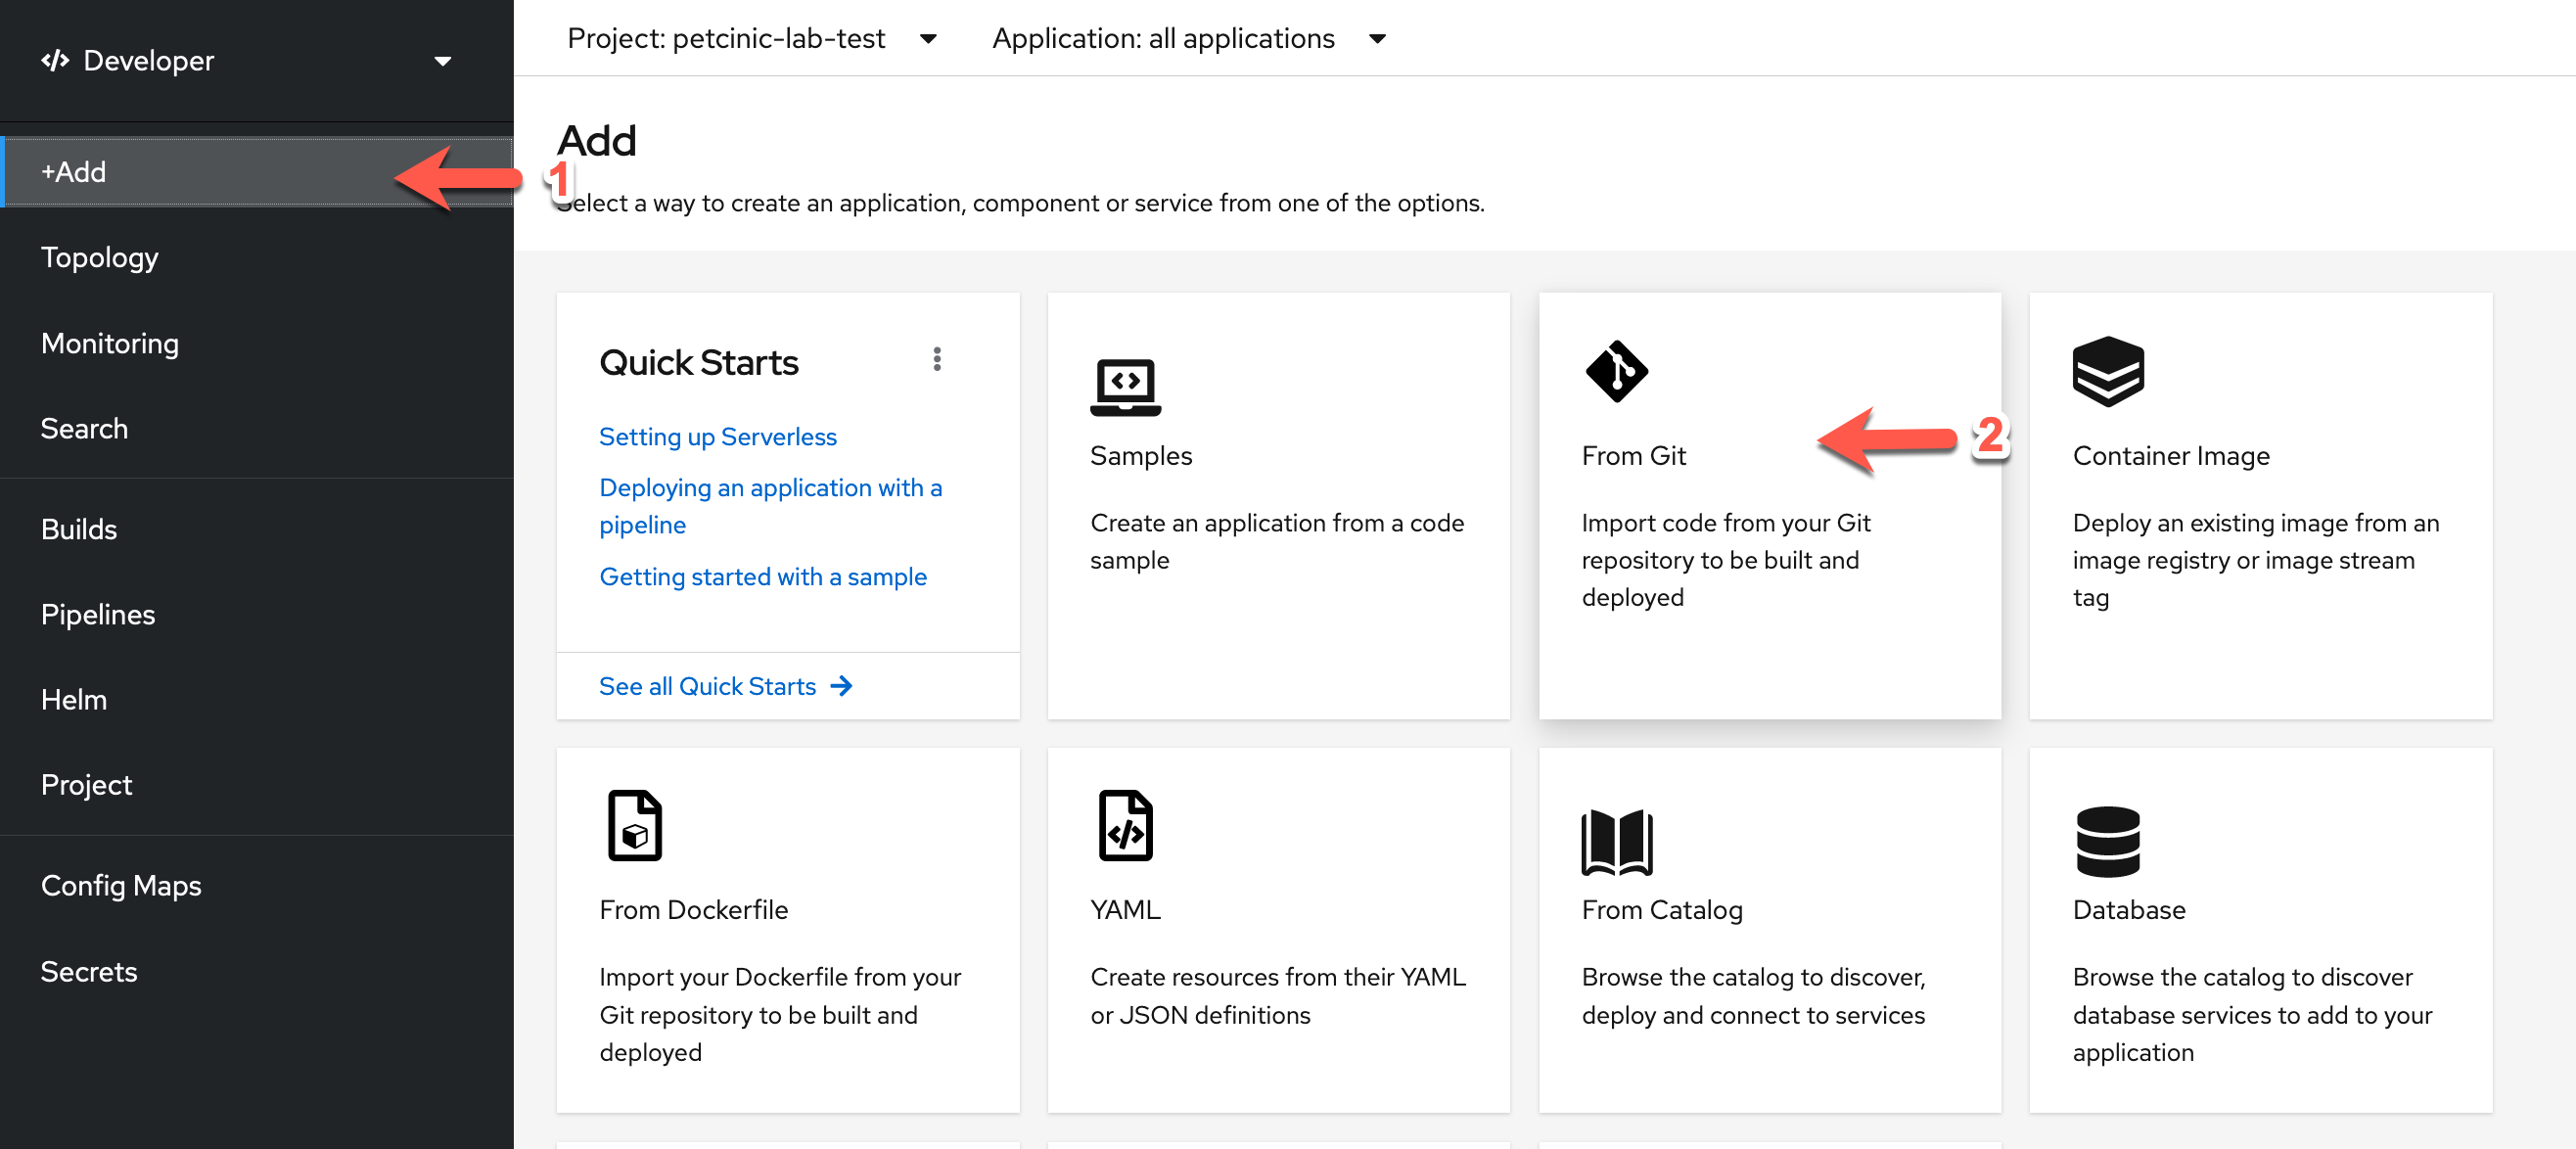 Developer
+Add
Topology
Monitoring
Search
Builds
Pipelines
Helm
Project
Config Maps
Secrets
Project: petcinic-lab-test
Application: all applications
Add
1
Select a way to create an application, component or service from one of the options.
Quick Starts
Setting up Serverless
Deploying an application with a
pipeline
Getting started with a sample
See all Quick Starts
Samples
Create an application from a code
sample
From Git
2
Import code from your Git
repository to be built and
deployed
Container Image
Deploy an existing image from an
image registry or image stream
tag
From Dockerfile
Import your Dockerfile from your
Git repository to be built and
deployed
YAML
Create resources from their YAML
or JSON definitions
From Catalog
Browse the catalog to discover,
deploy and connect to services
Database
Browse the catalog to discover
database services to add to your
application